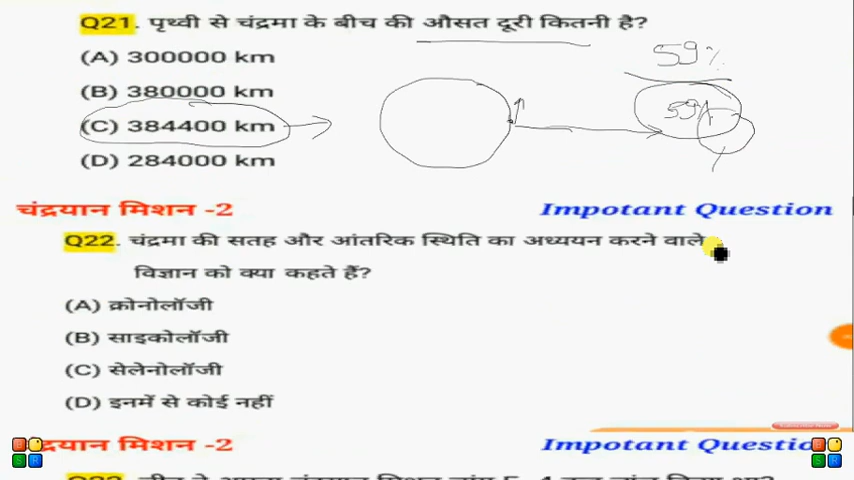 Q21. पृथ्वी से चंद्रमा के बीच की औसत दूरी कितनी है?
59%
(A) 300000 km
(B) 380000 km
59%
(C) 384400 km
(D) 284000 km
चंद्रयान मिशन -2 Impotant Question
Q22. चंद्रमा की सतह और आंतरिक स्थिति का अध्ययन करने वाले
विज्ञान को क्या कहते हैं?
(A) क्रोनोलॉजी
(B) साइकोलॉजी
(C) सेलेनोलॉजी
(D) इनमें से कोई नहीं
द्रयान मिशन -2 Impotant Questio
B S R B S R